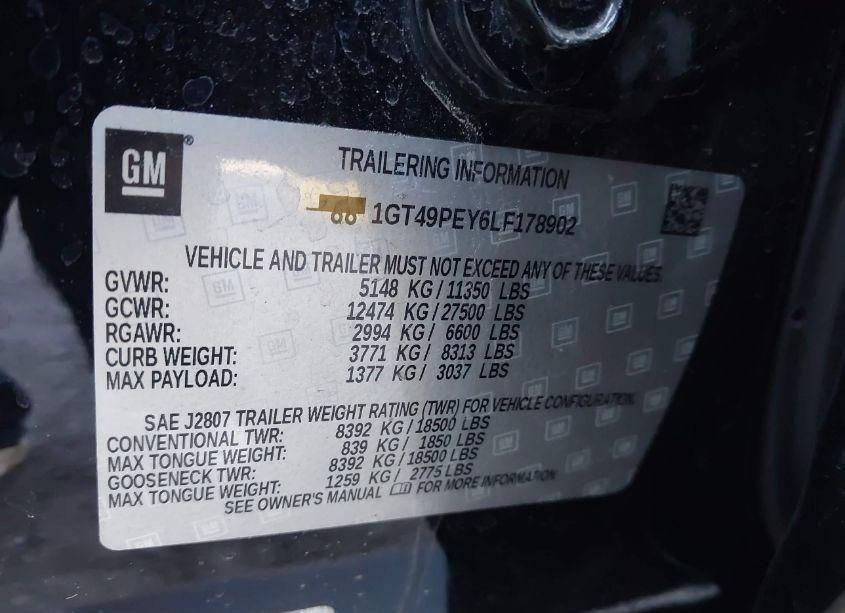 GM®
TRAILERING INFORMATION
1GT49PEY6LF178902
VEHICLE AND TRAILER MUST NOT EXCEED ANY OF THESE VALUES.
GVWR: 5148 KG / 11350 LBS
GCWR: 12474 KG / 27500 LBS
RGAWR: 2994 KG / 6600 LBS
CURB WEIGHT: 3771 KG / 8313 LBS
MAX PAYLOAD: 1377 KG / 3037 LBS
SAE J2807 TRAILER WEIGHT RATING (TWR) FOR VEHICLE CONFIGURATION.
CONVENTIONAL TWR: 8392 KG / 18500 LBS
MAX TONGUE WEIGHT: 839 KG / 1850 LBS
GOOSENECK TWR: 8392 KG / 18500 LBS
MAX TONGUE WEIGHT: 1259 KG / 2775 LBS
SEE OWNER'S MANUAL FOR MORE INFORMATION